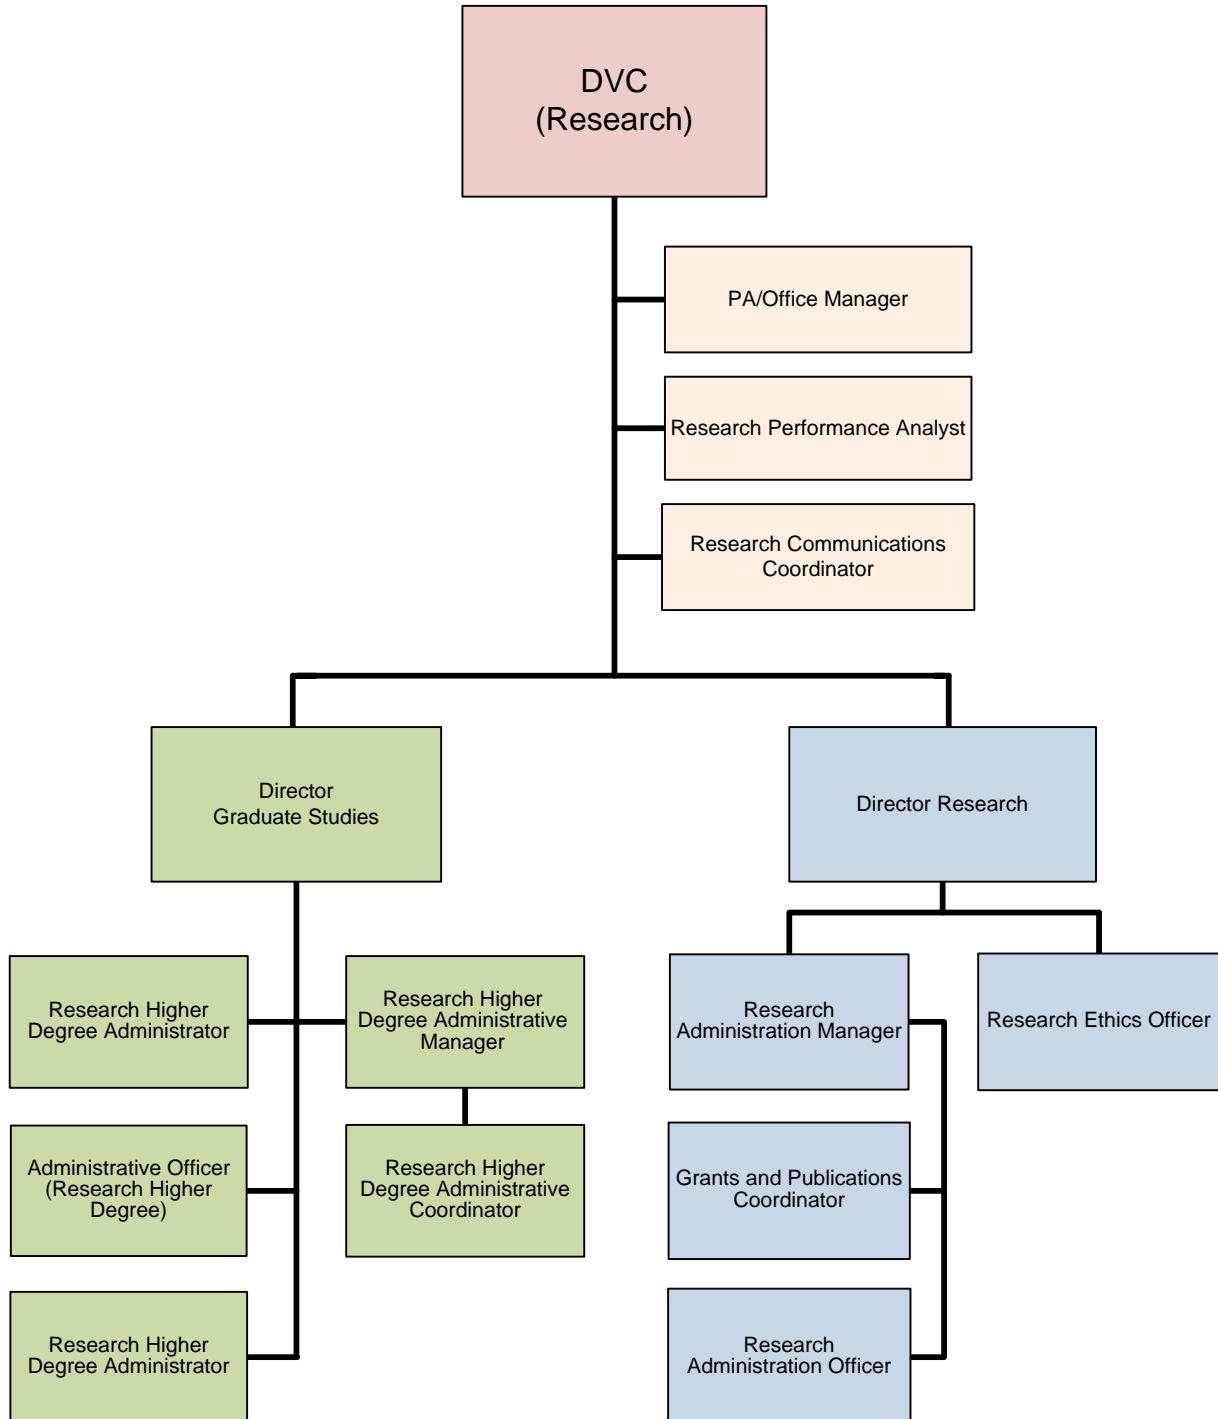 DVC
(Research)
PA/Office Manager
Research Performance Analyst
Research Communications
Coordinator
Director
Graduate Studies
Director Research
Research Higher
Degree Administrator
Research Higher
Degree Administrative
Manager
Research
Administration Manager
Research Ethics Officer
Administrative Officer
(Research Higher
Degree)
Research Higher
Degree Administrative
Coordinator
Grants and Publications
Coordinator
Research Higher
Degree Administrator
Research
Administration Officer